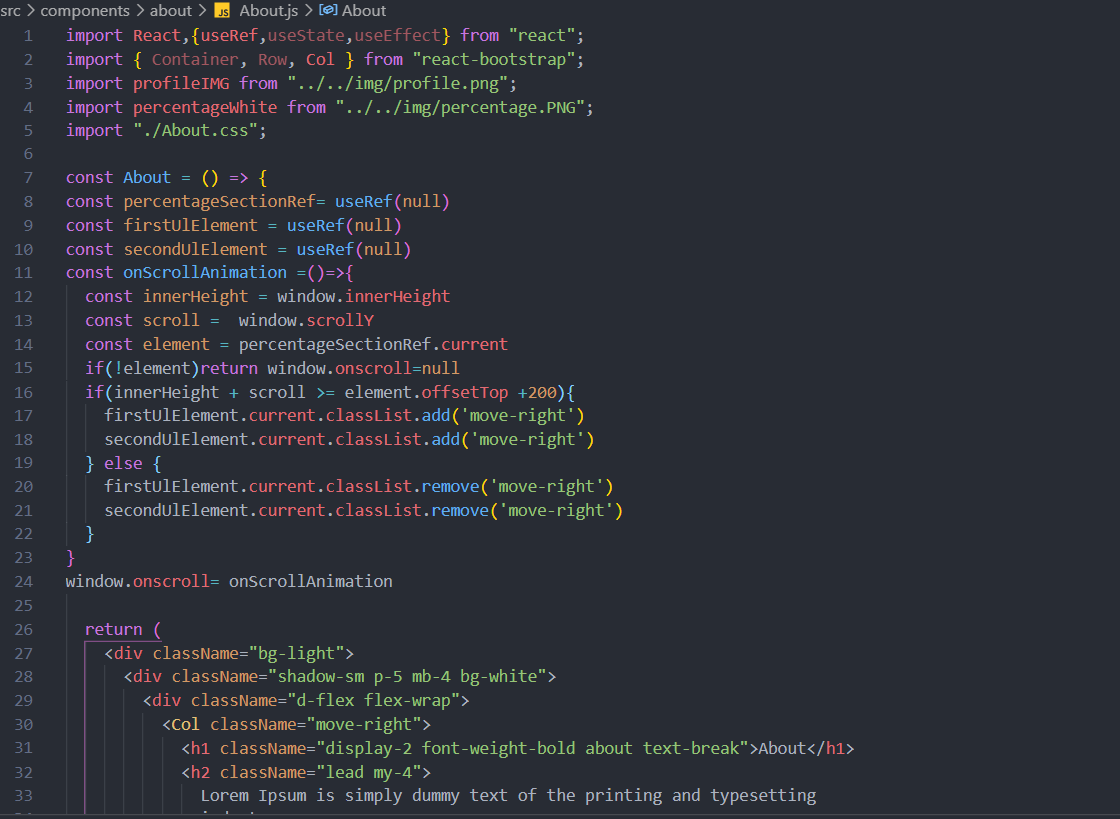 src > components > about > JS About.js > About
1 import React,{useRef,useState,useEffect} from "react";
2 import { Container, Row, Col } from "react-bootstrap";
3 import profileIMG from "../../img/profile.png";
4 import percentageWhite from "../../img/percentage.PNG";
5 import "./About.css";
6
7 const About = () => {
8 const percentageSectionRef= useRef(null)
9 const firstUlElement = useRef(null)
10 const secondUlElement = useRef(null)
11 const onScrollAnimation =()=>{
12   const innerHeight = window.innerHeight
13   const scroll =  window.scrollY
14   const element = percentageSectionRef.current
15   if(!element)return window.onscroll=null
16   if(innerHeight + scroll >= element.offsetTop +200){
17     firstUlElement.current.classList.add('move-right')
18     secondUlElement.current.classList.add('move-right')
19   } else {
20     firstUlElement.current.classList.remove('move-right')
21     secondUlElement.current.classList.remove('move-right')
22   }
23 }
24 window.onscroll= onScrollAnimation
25
26   return (
27     <div className="bg-light">
28       <div className="shadow-sm p-5 mb-4 bg-white">
29         <div className="d-flex flex-wrap">
30           <Col className="move-right">
31             <h1 className="display-2 font-weight-bold about text-break">About</h1>
32             <h2 className="lead my-4">
33               Lorem Ipsum is simply dummy text of the printing and typesetting